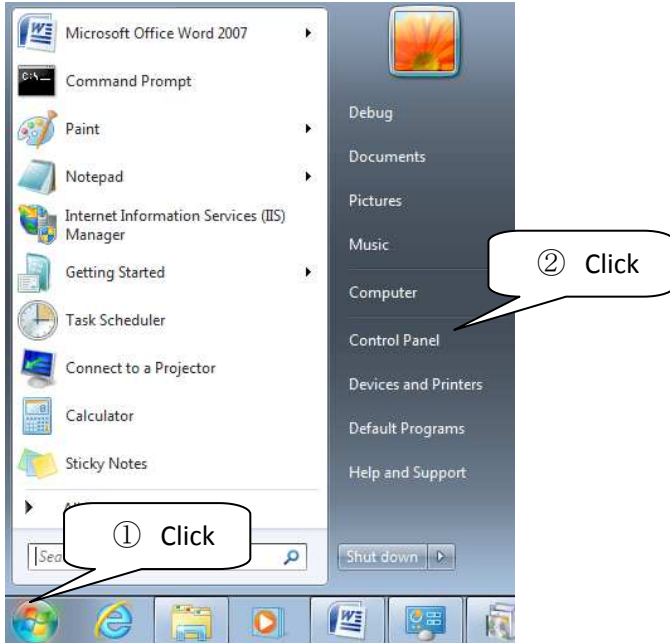 Microsoft Office Word 2007
Command Prompt
Paint
Notepad
Internet Information Services (IIS)
Manager
Getting Started
Task Scheduler
Connect to a Projector
Calculator
Sticky Notes
① Click
Debug
Documents
Pictures
Music
② Click
Computer
Control Panel
Devices and Printers
Default Programs
Help and Support
Shut down